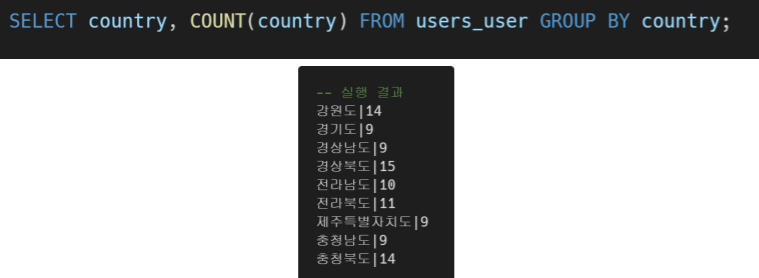 SELECT country, COUNT(country) FROM users_user GROUP BY country;
-- 실행 결과
강원도|14
경기도|9
경상남도|9
경상북도|15
전라남도|10
전라북도|11
제주특별자치도|9
충청남도|9
충청북도|14